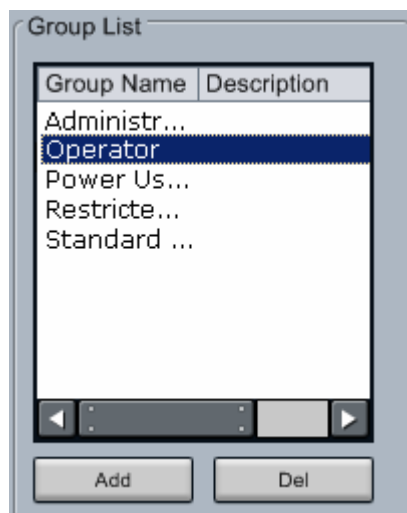 Group List
Group Name Description
Administr...
Operator
Power Us...
Restricte...
Standard ...
Add Del